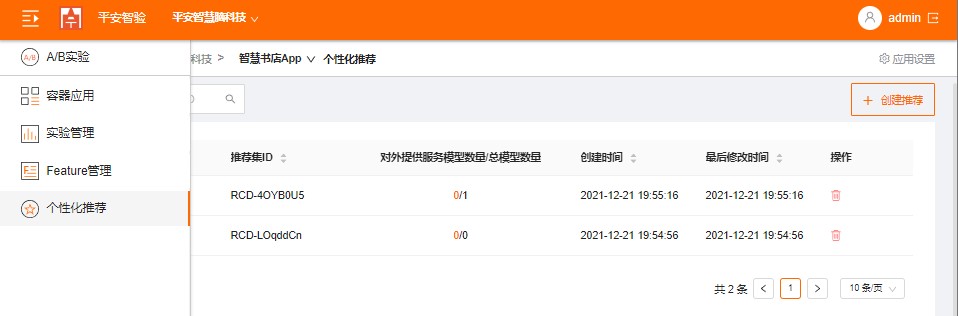 平安智验 平安智慧脑科技 admin
A/B实验
科技 > 智慧书店App 个性化推荐 应用设置
容器应用
创建推荐
实验管理
Feature管理
个性化推荐
推荐集ID 对外提供服务模型数量/总模型数量 创建时间 最后修改时间 操作
RCD-4OYB0U5 0/1 2021-12-21 19:55:16 2021-12-21 19:55:16
RCD-LOqddCn 0/0 2021-12-21 19:54:56 2021-12-21 19:54:56
共 2 条 < 1 > 10 条/页